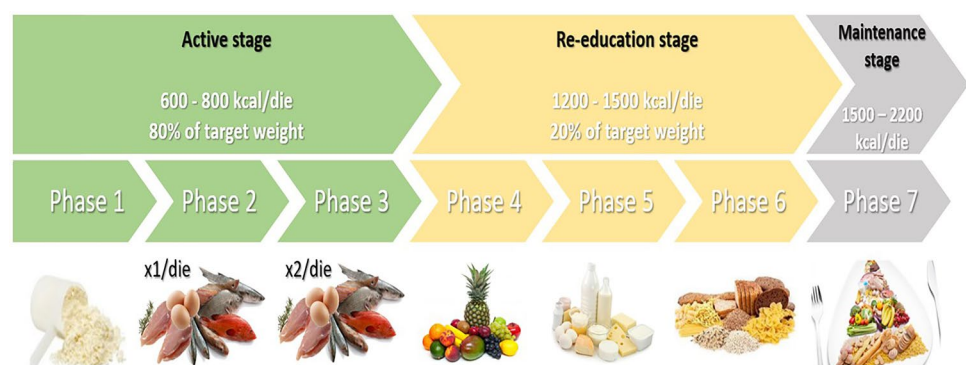 Active stage
600 - 800 kcal/die
80% of target weight
Re-education stage
1200 - 1500 kcal/die
20% of target weight
Maintenance
stage
1500 – 2200
kcal/die
Phase 1
Phase 2
Phase 3
Phase 4
Phase 5
Phase 6
Phase 7
x1/die
x2/die